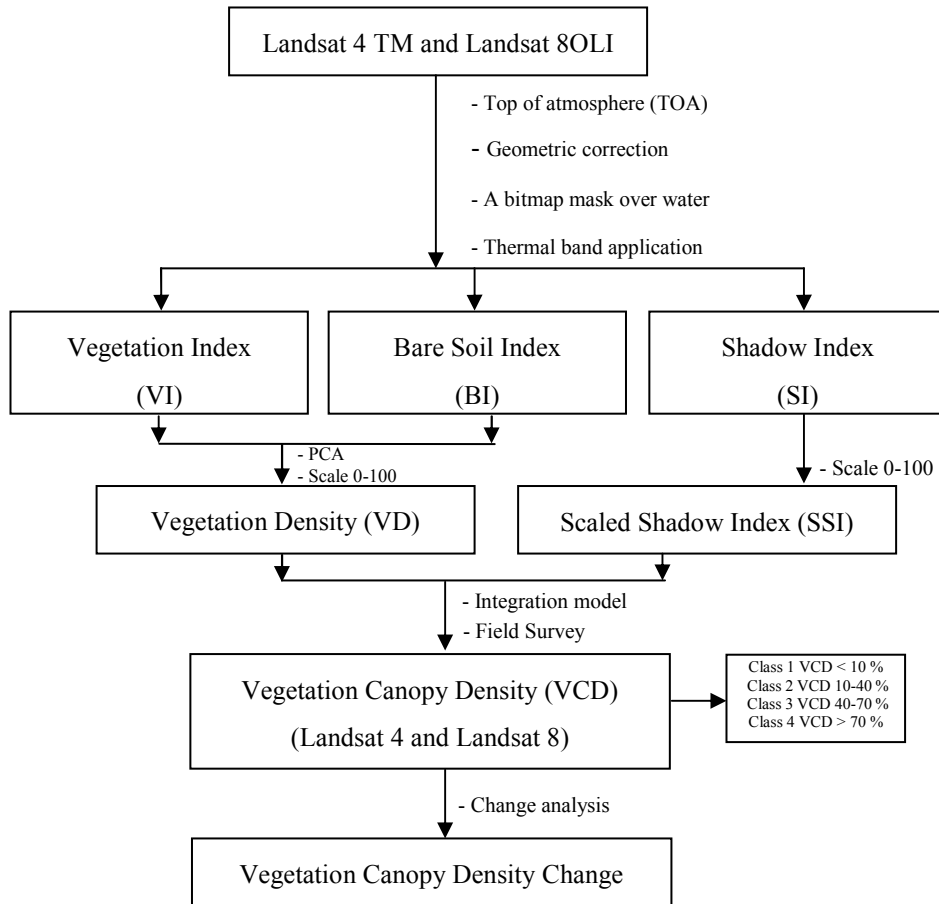 Landsat 4 TM and Landsat 8OLI
- Top of atmosphere (TOA)
- Geometric correction
- A bitmap mask over water
- Thermal band application
Vegetation Index
(VI)
Bare Soil Index
(BI)
Shadow Index
(SI)
- PCA
- Scale 0-100
- Scale 0-100
Vegetation Density (VD)
Scaled Shadow Index (SSI)
- Integration model
- Field Survey
Vegetation Canopy Density (VCD)
(Landsat 4 and Landsat 8)
Class 1 VCD < 10 %
Class 2 VCD 10-40 %
Class 3 VCD 40-70 %
Class 4 VCD > 70 %
- Change analysis
Vegetation Canopy Density Change